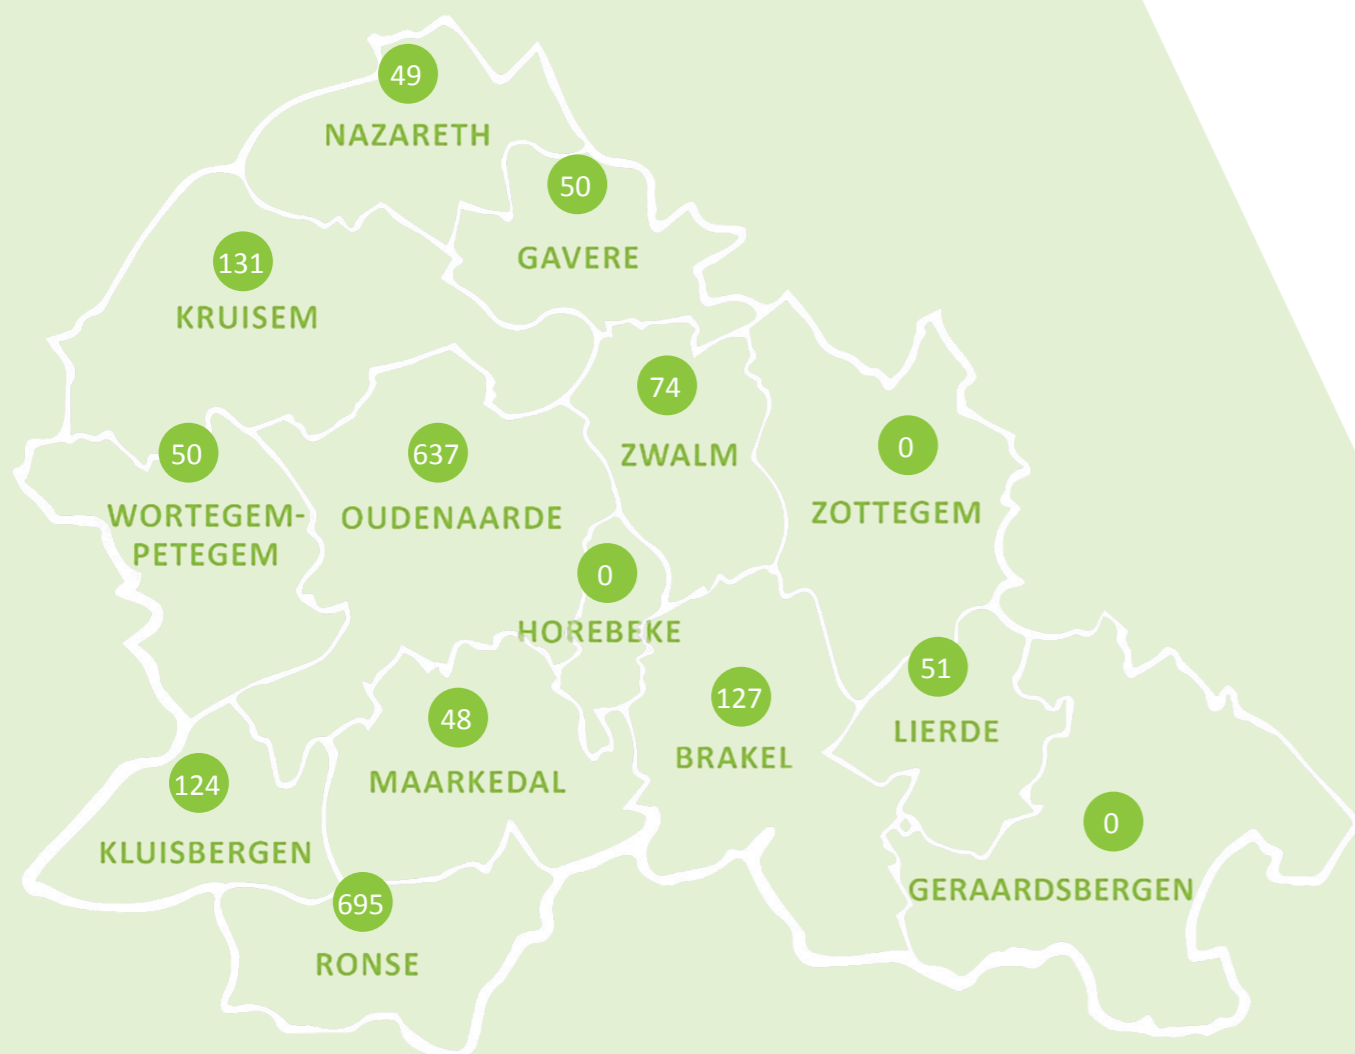 49
NAZARETH
50
GAVERE
131
KRUISEM
74
ZWALM
0
ZOTTEGEM
50
WORTEGEM-
PETEGEM
637
OUDENAARDE
0
HOREBEKE
51
LIERDE
127
BRAKEL
48
MAARKEDAL
124
KLUISBERGEN
0
GERAARDSBERGEN
695
RONSE